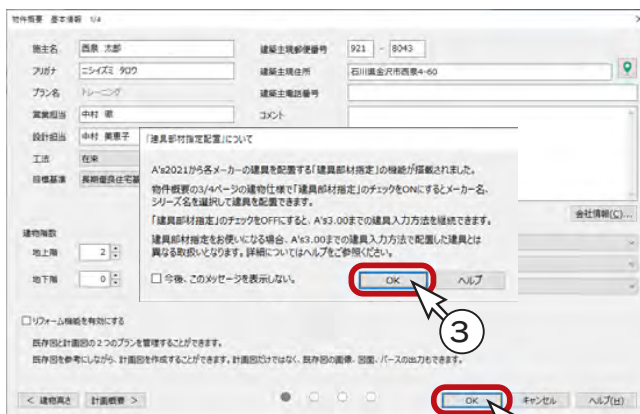 物件概要 基本情報 1/4
施主名 西泉 太郎 建築主現郵便番号 921 - 8043
フリガナ ニシイズミ タロウ 建築主現住所 石川県金沢市西泉4-60
プラン名 トレーニング 建築主電話番号
営業担当 中村 歌 コメント
設計担当 中村 美恵子
工法 在来
目標基準 長期優良住宅基
「建具部材指定配置」について
A's2021から各メーカーの建具を配置する「建具部材指定」の機能が搭載されました。
物件概要の3/4ページの建物仕様で「建具部材指定」のチェックをONにするとメーカー名、
シリーズ名を選択して建具を配置できます。
「建具部材指定」のチェックをOFFにすると、A's3.00までの建具入力方法を継続できます。
建具部材指定をお使いになる場合、A's3.00までの建具入力方法で配置した建具とは
異なる取扱いとなります。詳細についてはヘルプをご参照ください。
今後、このメッセージを表示しない。 OK ヘルプ
③
会社情報(C)...
建物階数
地上階 2
地下階 0
リフォーム機能を有効にする
既存図と計画図の2つのプランを管理することができます。
既存図を参考にしながら、計画図を作成することができます。計画図だけではなく、既存図の画像、図面、パースの出力もできます。
< 建物高さ 計画概要 > OK キャンセル ヘルプ(H)